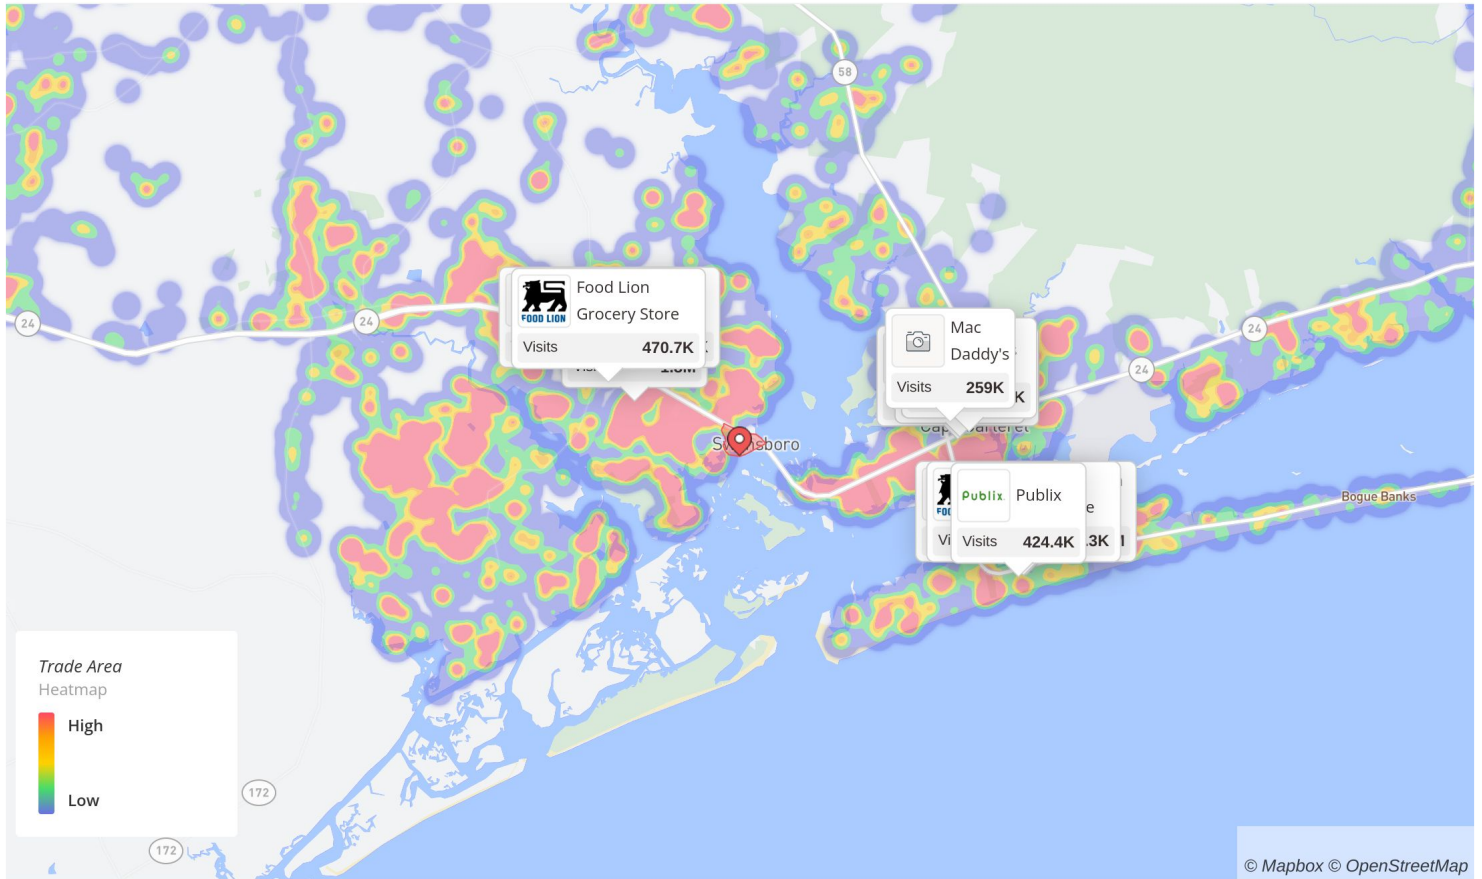 58
24
24
24
24
FOOD LION
Food Lion
Grocery Store
Visits 470.7K
Mac
Daddy's
Visits 259K
K
Publix
Publix
e
Visits 424.4K
.3K
Bogue Banks
Trade Area
Heatmap
High
Low
172
172
© Mapbox © OpenStreetMap